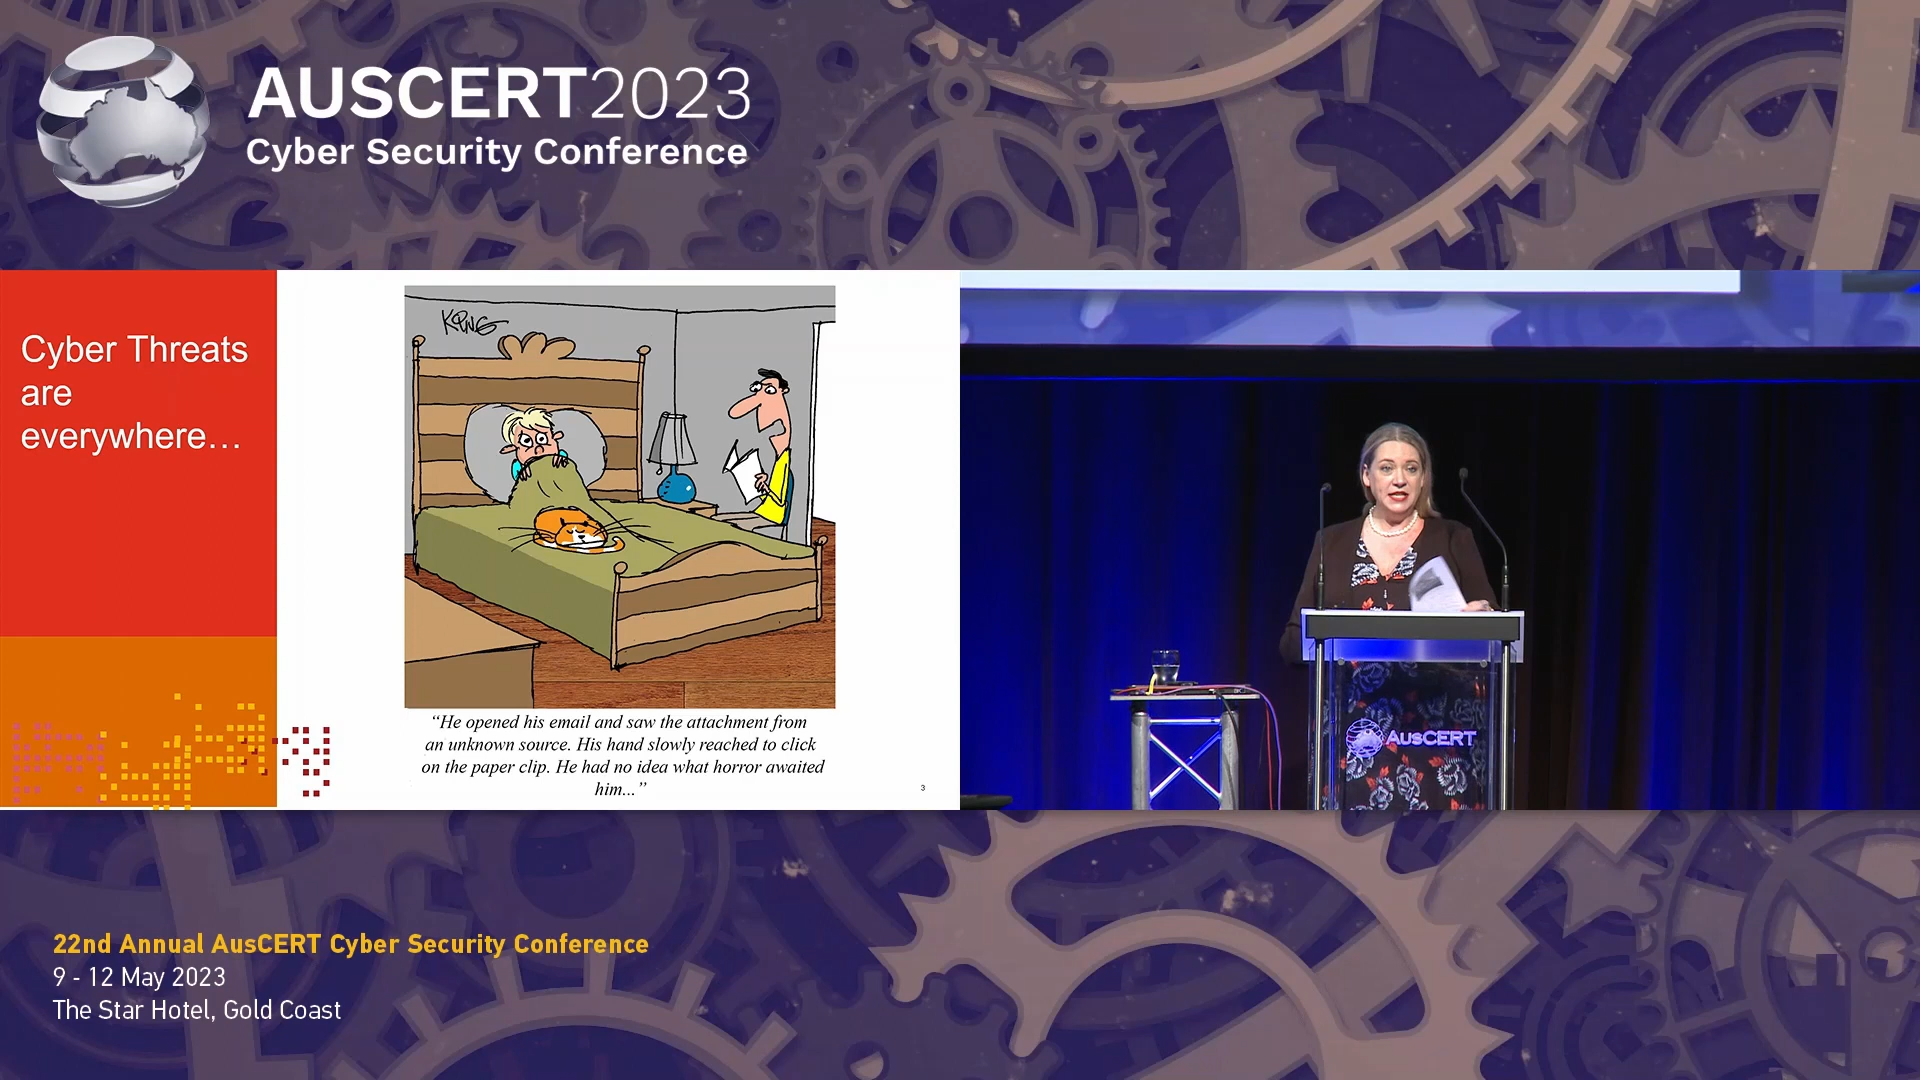 AUSCERT2023
Cyber Security Conference
Cyber Threats
are
everywhere…
King
“He opened his email and saw the attachment from
an unknown source. His hand slowly reached to click
on the paper clip. He had no idea what horror awaited
him...”
3
AusCERT
22nd Annual AusCERT Cyber Security Conference
9 - 12 May 2023
The Star Hotel, Gold Coast